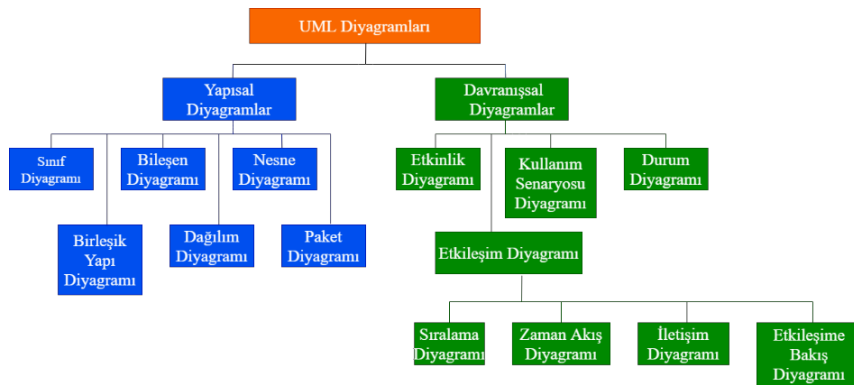 UML Diyagramları
Yapısal
Diyagramlar
Davranışsal
Diyagramlar
Sınıf
Diyagramı
Bileşen
Diyagramı
Nesne
Diyagramı
Etkinlik
Diyagramı
Kullanım
Senaryosu
Diyagramı
Durum
Diyagramı
Birleşik
Yapı
Diyagramı
Dağılım
Diyagramı
Paket
Diyagramı
Etkileşim Diyagramı
Sıralama
Diyagramı
Zaman Akış
Diyagramı
İletişim
Diyagramı
Etkileşime
Bakış
Diyagramı